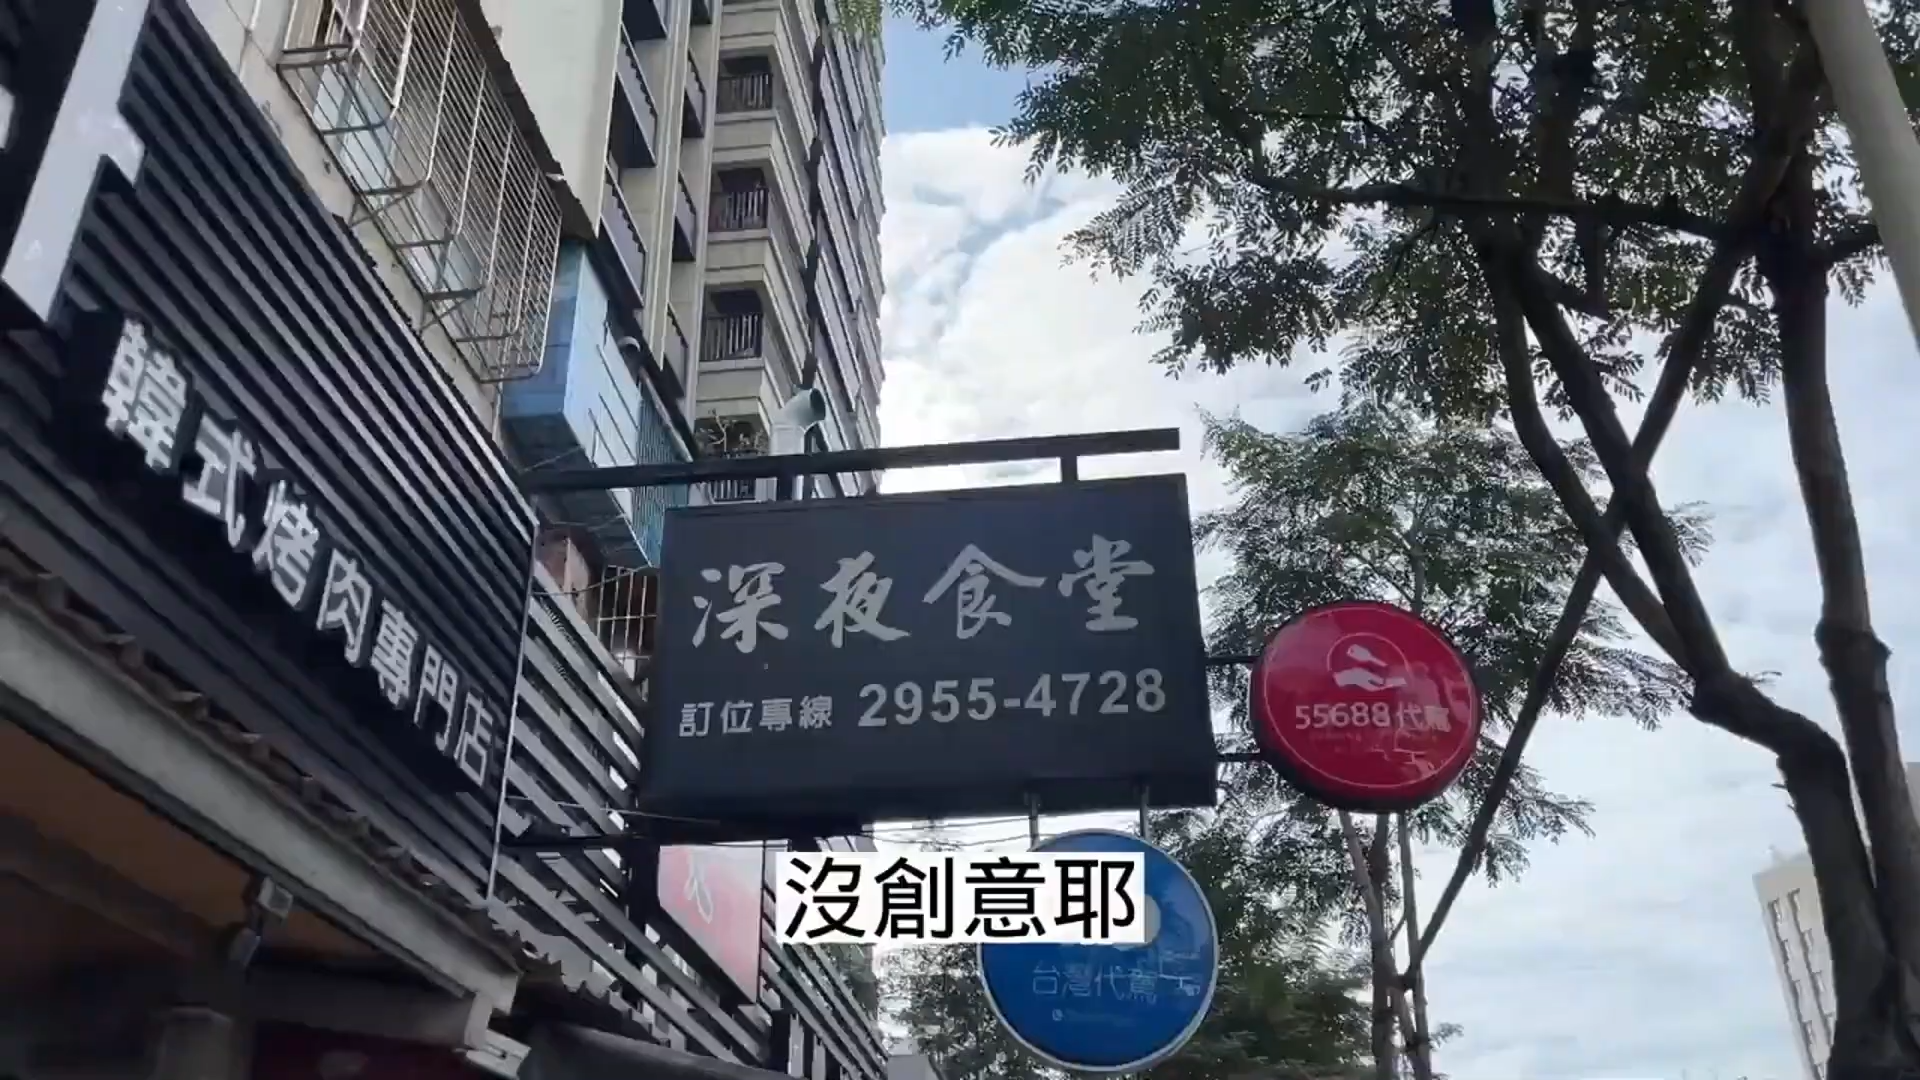 韓式烤肉專門店
深夜食堂
訂位專線 2955-4728
55688代駕
沒創意耶
台灣代駕